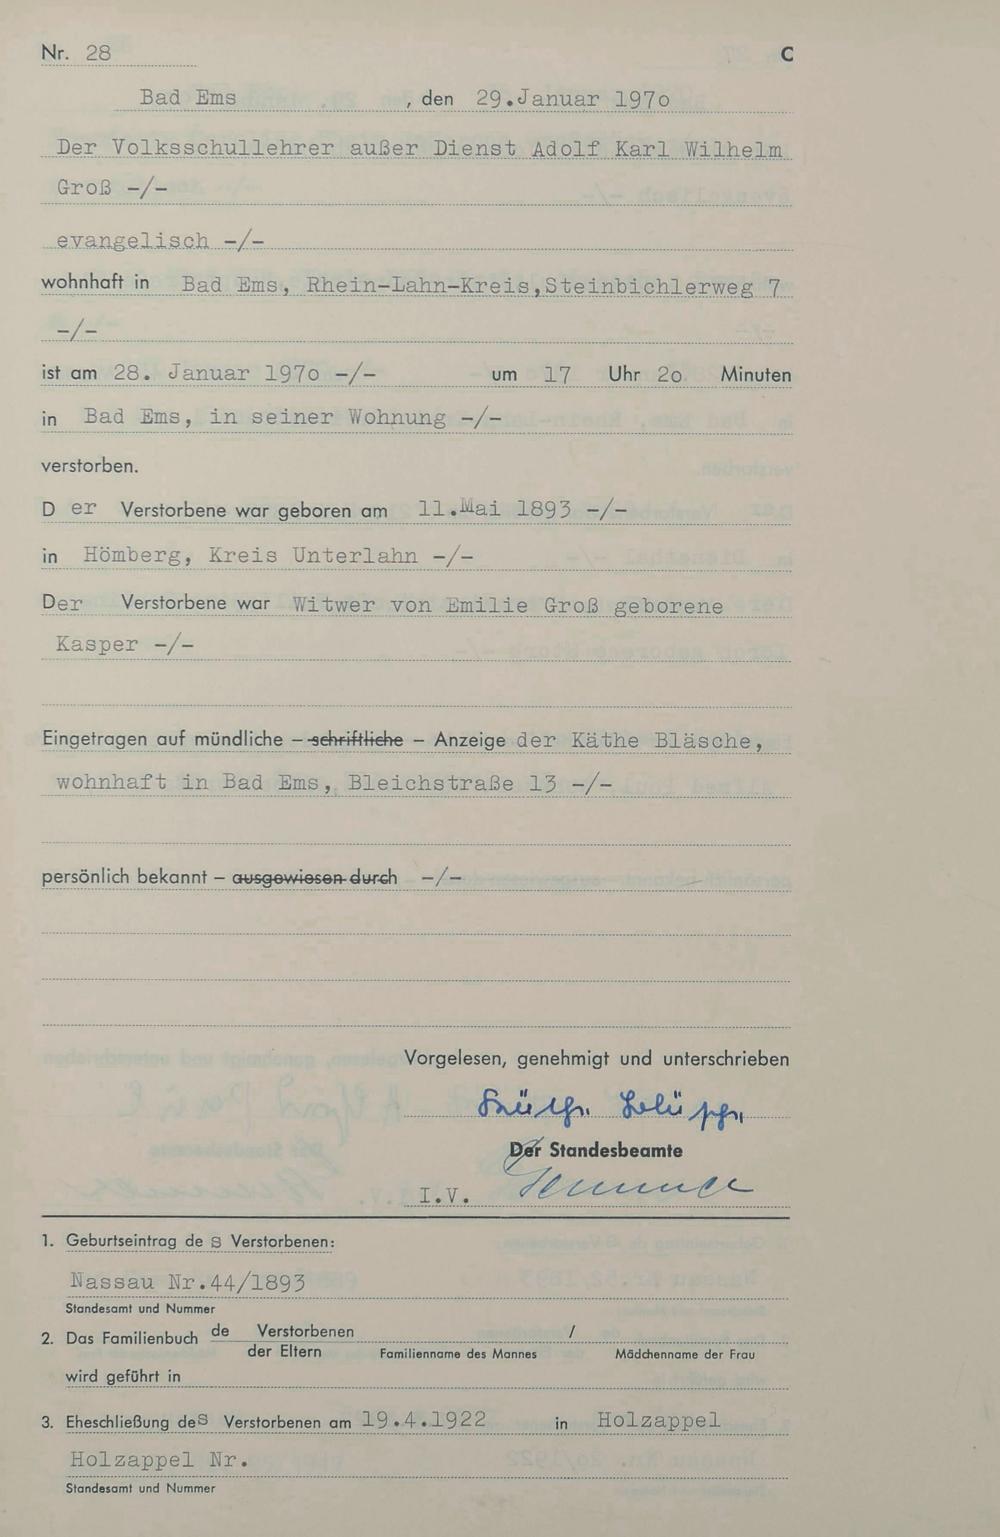 Nr. 28 C
Bad Ems , den 29.Januar 197o
Der Volksschullehrer außer Dienst Adolf Karl Wilhelm
Groß -/-
evangelisch -/-
wohnhaft in Bad Ems, Rhein-Lahn-Kreis,Steinbichlerweg 7
-/-
ist am 28. Januar 197o -/- um 17 Uhr 2o Minuten
in Bad Ems, in seiner Wohnung -/-
verstorben.
D er Verstorbene war geboren am 11.Mai 1893 -/-
in Hömberg, Kreis Unterlahn -/-
Der Verstorbene war Witwer von Emilie Groß geborene
Kasper -/-
Eingetragen auf mündliche – schriftliche – Anzeige der Käthe Bläsche,
wohnhaft in Bad Ems, Bleichstraße 13 -/-
persönlich bekannt – ausgewiesen durch -/-
Vorgelesen, genehmigt und unterschrieben
Der Standesbeamte
I.V.
1. Geburtseintrag de s Verstorbenen:
Nassau Nr.44/1893
Standesamt und Nummer
2. Das Familienbuch de Verstorbenen /
der Eltern Familienname des Mannes Mädchenname der Frau
wird geführt in
3. Eheschließung des Verstorbenen am 19.4.1922 in Holzappel
Holzappel Nr.
Standesamt und Nummer